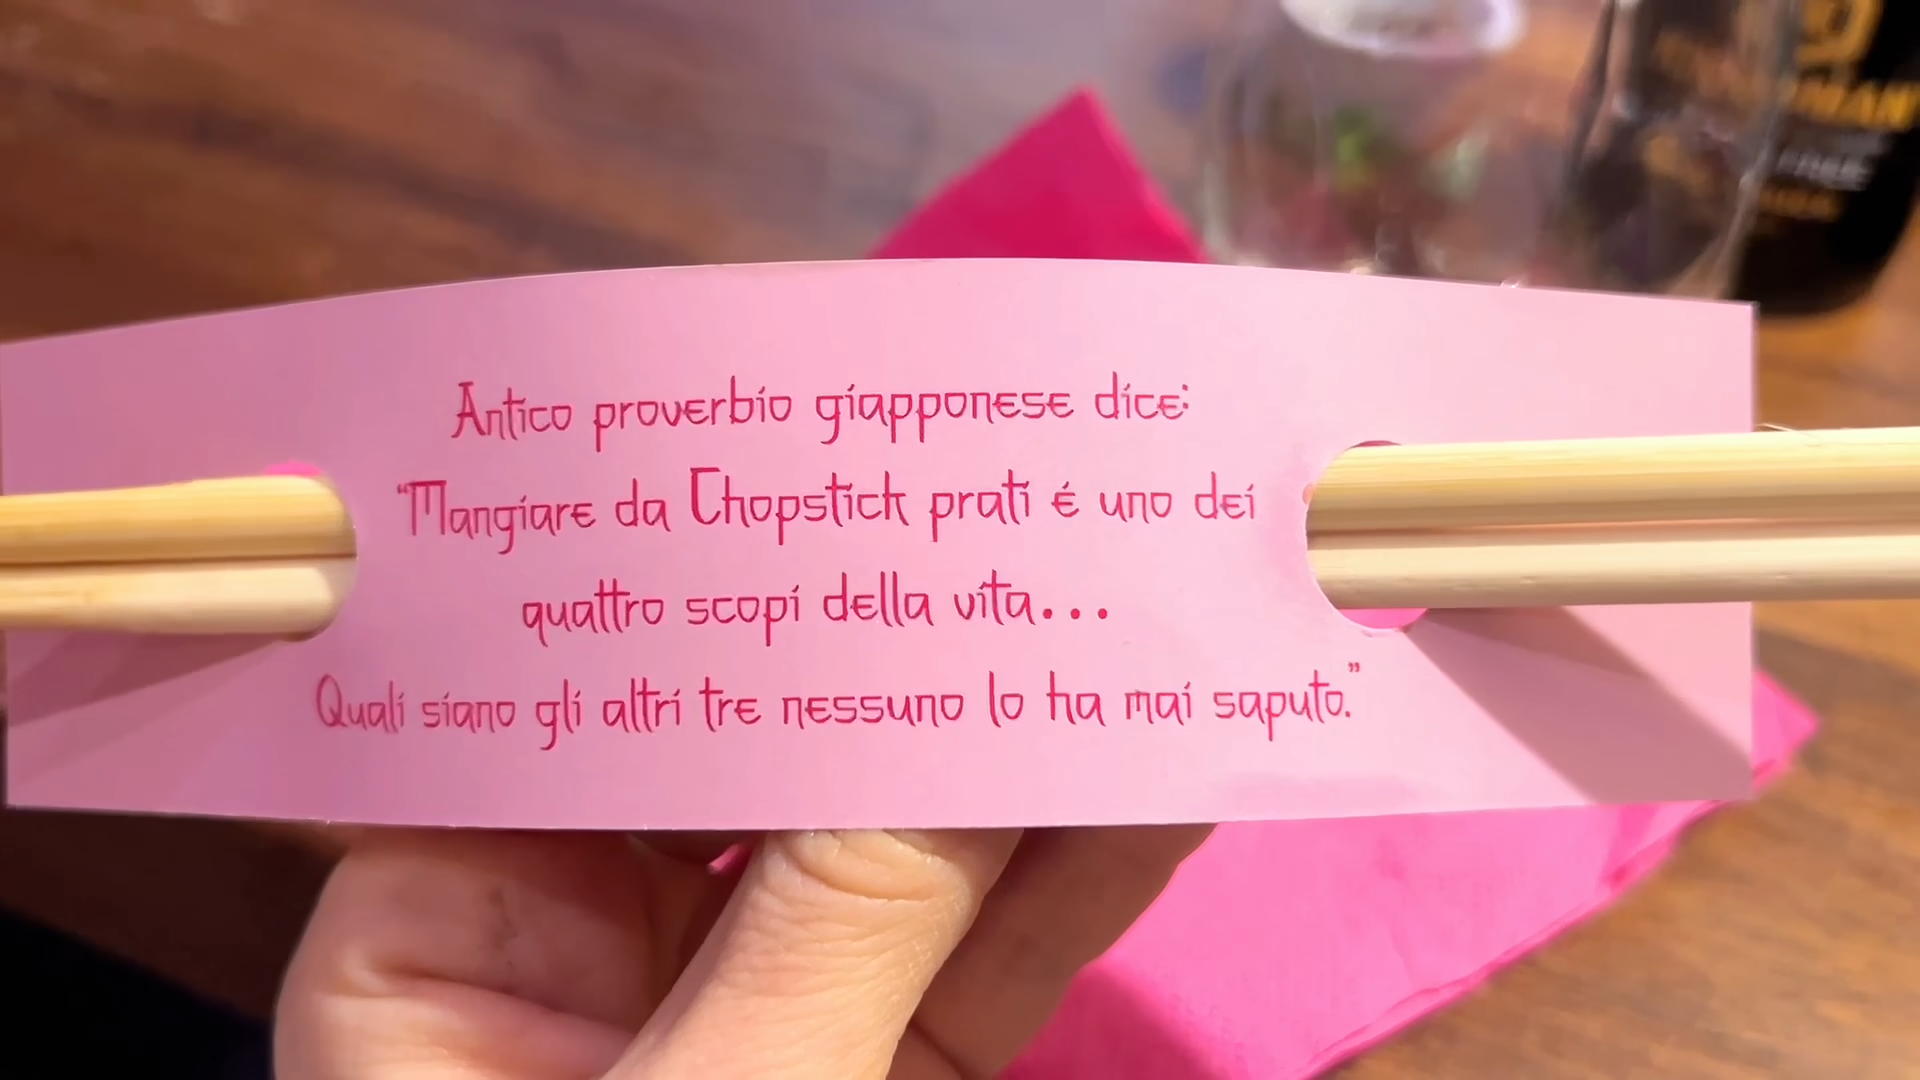 Antico proverbio giapponese dice:
“Mangiare da Chopstick prati é uno dei
quattro scopi della vita...
Quali siano gli altri tre nessuno lo ha mai saputo.”